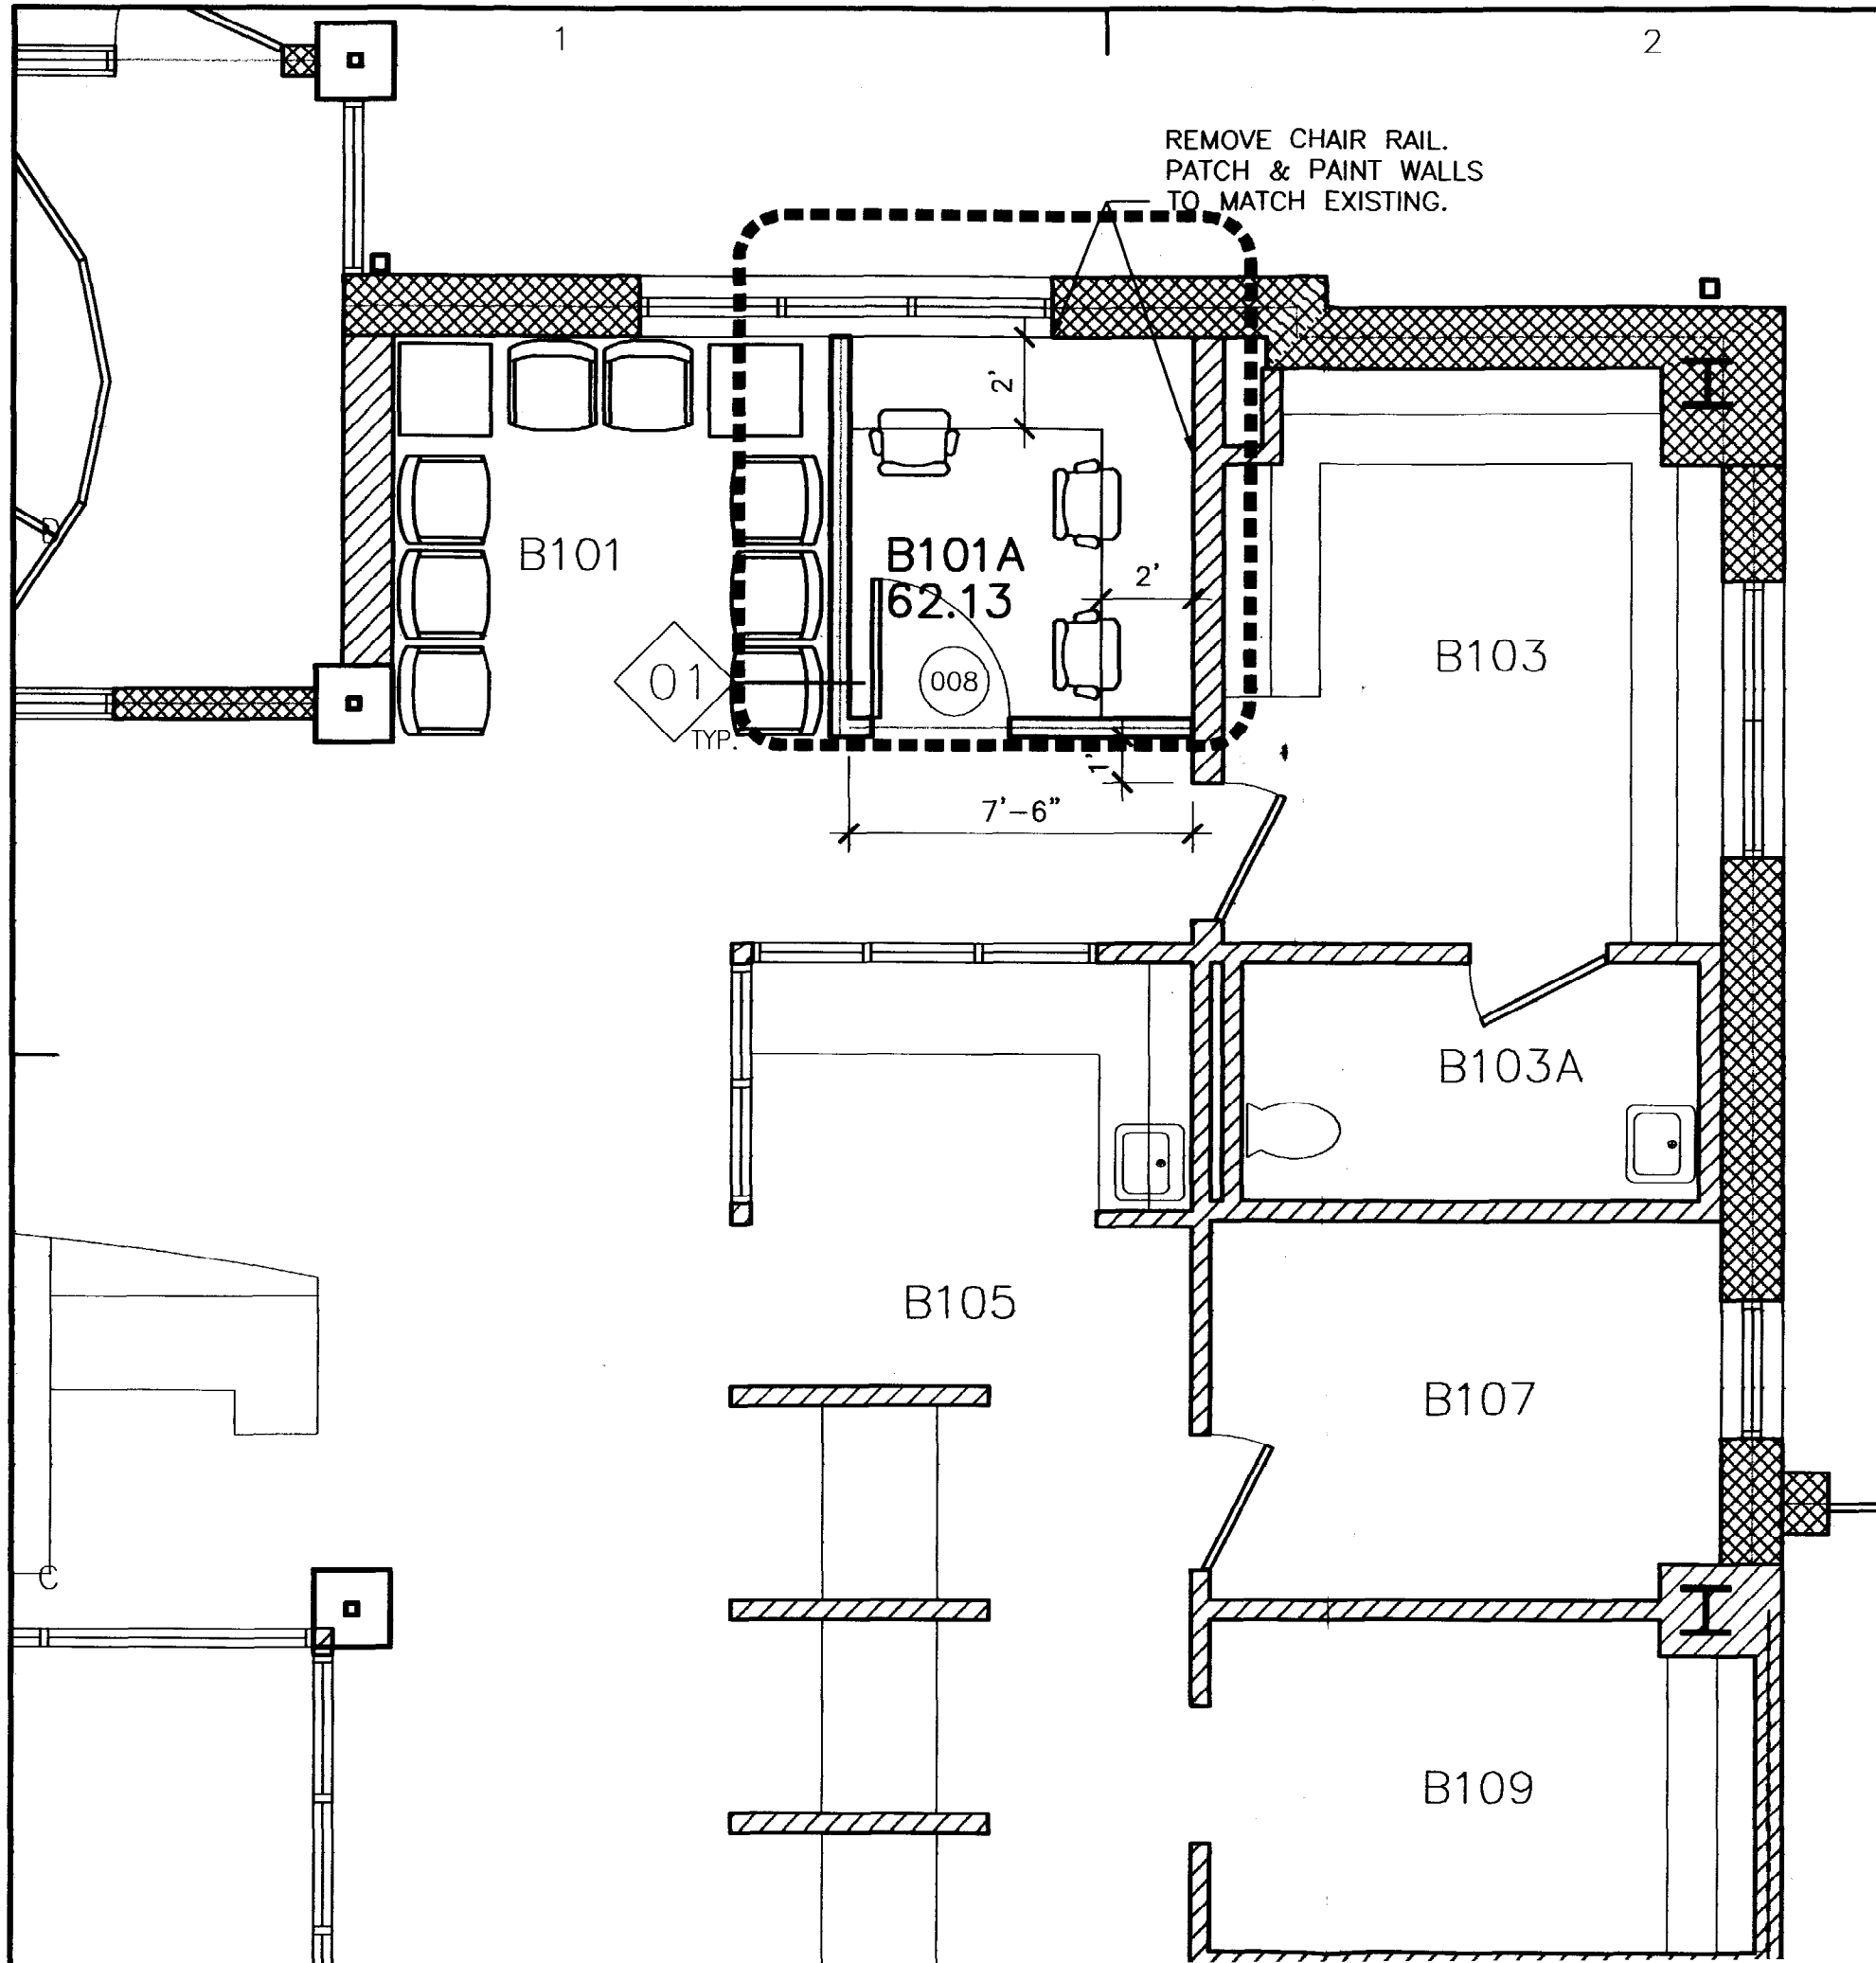 1
2
REMOVE CHAIR RAIL.
PATCH & PAINT WALLS
TO MATCH EXISTING.
2'
B101
B101A
62.13
2'
01
TYP.
008
B103
1'
7'-6"
B103A
B105
B107
C
B109